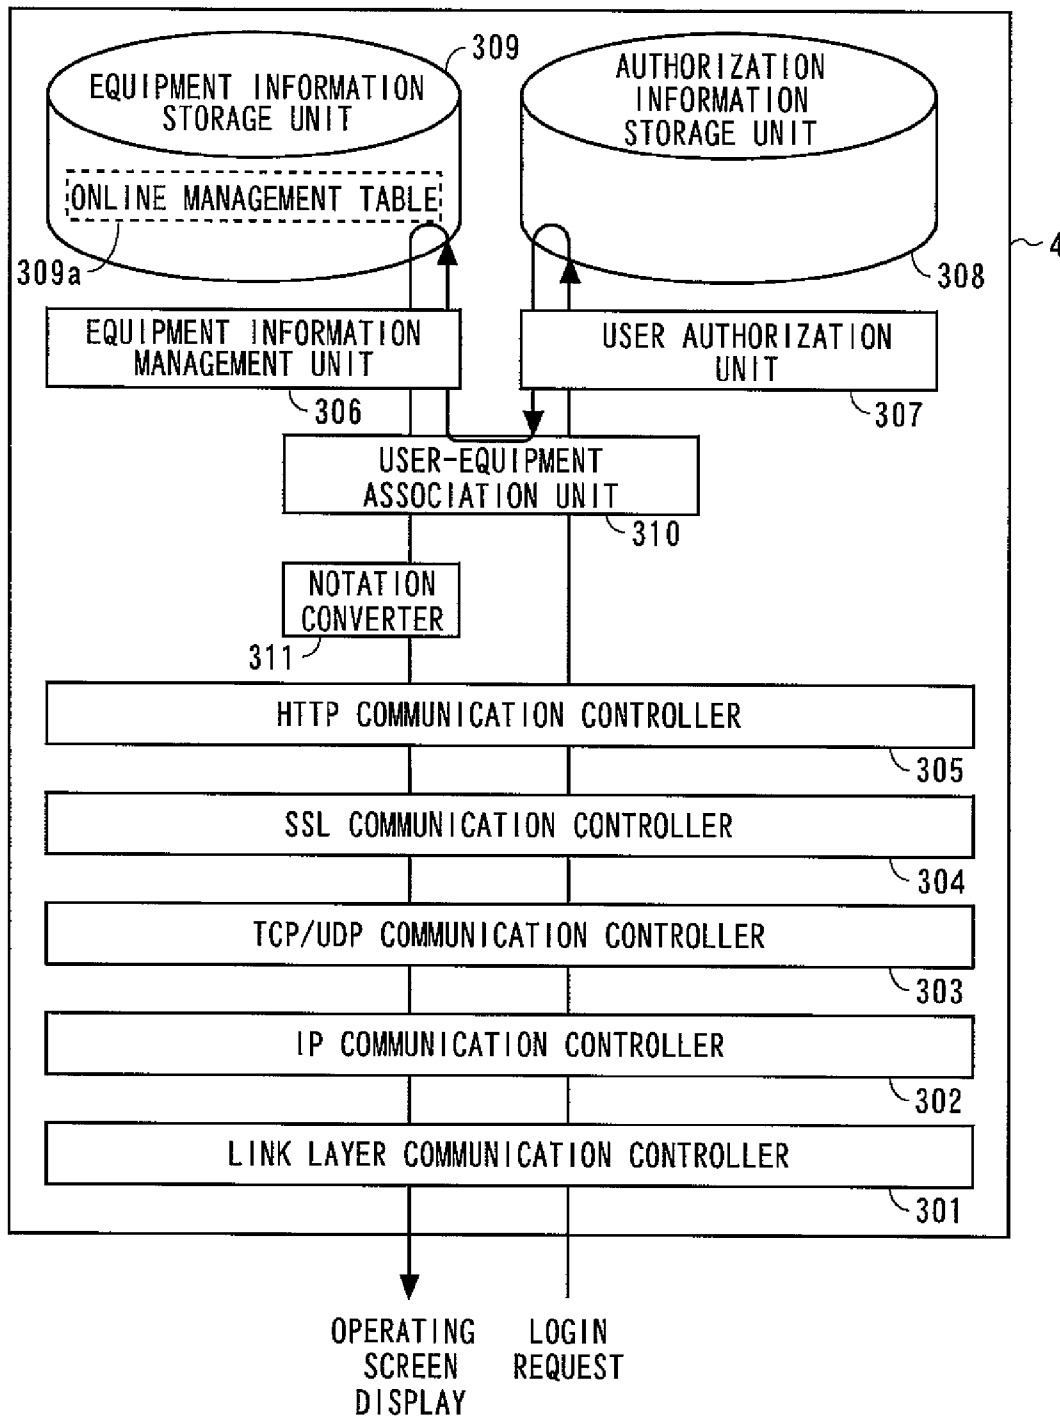 EQUIPMENT INFORMATION
STORAGE UNIT
309
AUTHORIZATION
INFORMATION
STORAGE UNIT
ONLINE MANAGEMENT TABLE
309a
308
4
EQUIPMENT INFORMATION
MANAGEMENT UNIT
306
USER AUTHORIZATION
UNIT
307
USER-EQUIPMENT
ASSOCIATION UNIT
310
NOTATION
CONVERTER
311
HTTP COMMUNICATION CONTROLLER
305
SSL COMMUNICATION CONTROLLER
304
TCP/UDP COMMUNICATION CONTROLLER
303
IP COMMUNICATION CONTROLLER
302
LINK LAYER COMMUNICATION CONTROLLER
301
OPERATING
SCREEN
DISPLAY
LOGIN
REQUEST